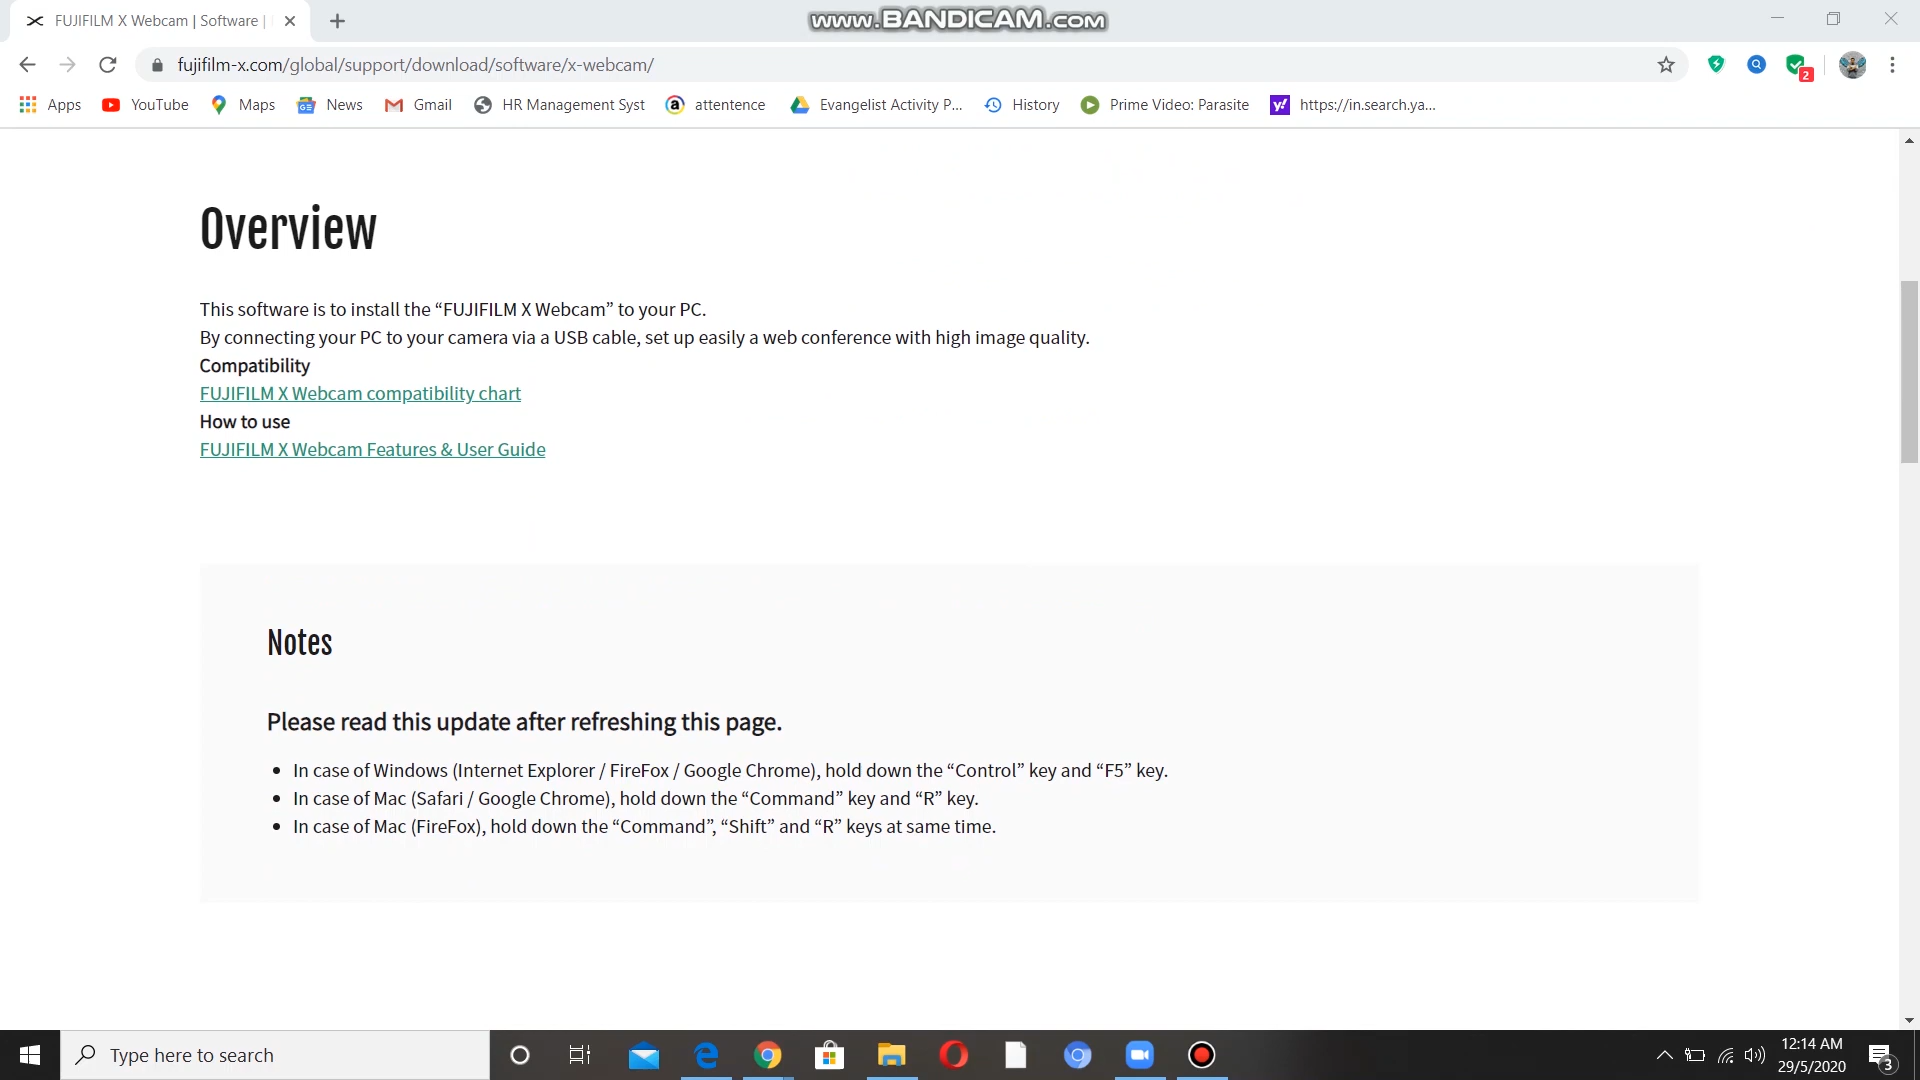 FUJIFILM X Webcam | Software |
www.BANDICAM.com
fujifilm-x.com/global/support/download/software/x-webcam/
2
Apps YouTube Maps News Gmail HR Management Syst attentence Evangelist Activity P... History Prime Video: Parasite https://in.search.ya...
Overview
This software is to install the “FUJIFILM X Webcam” to your PC.
By connecting your PC to your camera via a USB cable, set up easily a web conference with high image quality.
Compatibility
FUJIFILM X Webcam compatibility chart
How to use
FUJIFILM X Webcam Features & User Guide
Notes
Please read this update after refreshing this page.
• In case of Windows (Internet Explorer / FireFox / Google Chrome), hold down the “Control” key and “F5” key.
• In case of Mac (Safari / Google Chrome), hold down the “Command” key and “R” key.
• In case of Mac (FireFox), hold down the “Command”, “Shift” and “R” keys at same time.
Type here to search
12:14 AM
29/5/2020
3